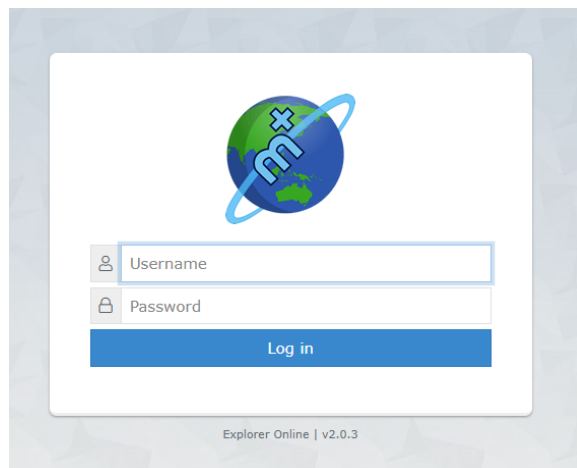 m+
Username
Password
Log in
Explorer Online | v2.0.3